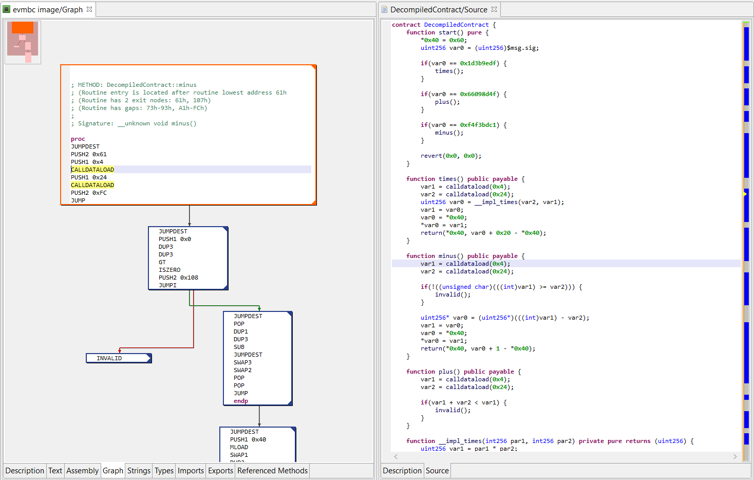 evmbc image/Graph
; METHOD: DecompiledContract::minus
; (Routine entry is located after routine lowest address 61h
; (Routine has 2 exit nodes: 61h, 107h)
; (Routine has gaps: 73h-93h, A1h-FCh)
;
; Signature: __unknown void minus()
proc
JUMPDEST
PUSH2 0x61
PUSH1 0x4
CALLDATALOAD
PUSH1 0x24
CALLDATALOAD
PUSH2 0xFC
JUMP
JUMPDEST
PUSH1 0x0
DUP3
DUP3
GT
ISZERO
PUSH2 0x108
JUMPI
INVALID
JUMPDEST
POP
DUP1
DUP3
SUB
JUMPDEST
SWAP3
SWAP2
POP
POP
JUMP
endp
JUMPDEST
PUSH1 0x40
MLOAD
SWAP1
Description Text Assembly Graph Strings Types Imports Exports Referenced Methods
DecompiledContract/Source
contract DecompiledContract {
function start() pure {
*0x40 = 0x60;
uint256 var0 = (uint256)$msg.sig;
if(var0 == 0x1d3b9edf) {
times();
}
if(var0 == 0x66098d4f) {
plus();
}
if(var0 == 0xf4f3bdc1) {
minus();
}
revert(0x0, 0x0);
}
function times() public payable {
var1 = calldataload(0x4);
var2 = calldataload(0x24);
uint256 var0 = __impl_times(var2, var1);
var1 = var0;
var0 = *0x40;
*var0 = var1;
return(*0x40, var0 + 0x20 - *0x40);
}
function minus() public payable {
var1 = calldataload(0x4);
var2 = calldataload(0x24);
if(!((unsigned char)(((int)var1) >= var2))) {
invalid();
}
uint256* var0 = (uint256*)(((int)var1) - var2);
var1 = var0;
var0 = *0x40;
*var0 = var1;
return(*0x40, var0 + 1 - *0x40);
}
function plus() public payable {
var1 = calldataload(0x4);
var2 = calldataload(0x24);
if(var1 + var2 < var1) {
invalid();
}
}
function __impl_times(int256 par1, int256 par2) private pure returns (uint256) {
uint256 var1 = par1 * par2;
Description Source